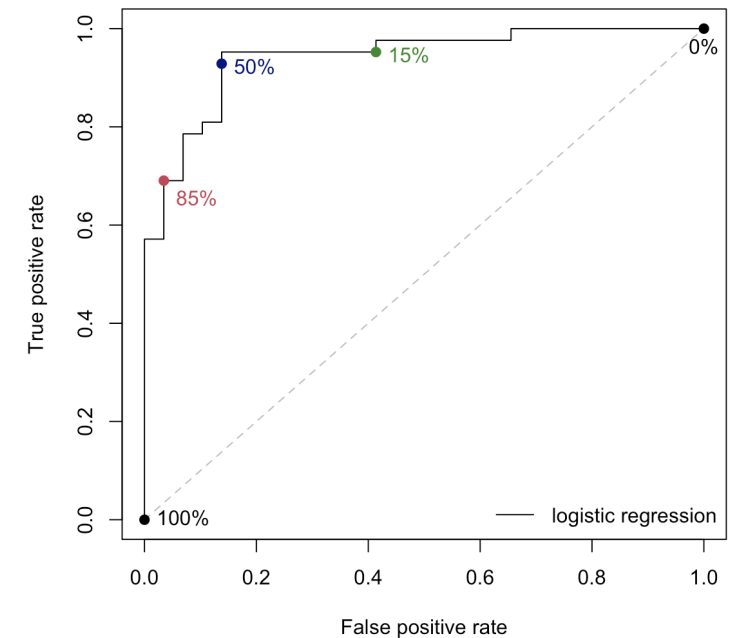 True positive rate
1.0
0.8
0.6
0.4
0.2
0.0
50%
15%
0%
85%
100%
logistic regression
0.0 0.2 0.4 0.6 0.8 1.0
False positive rate